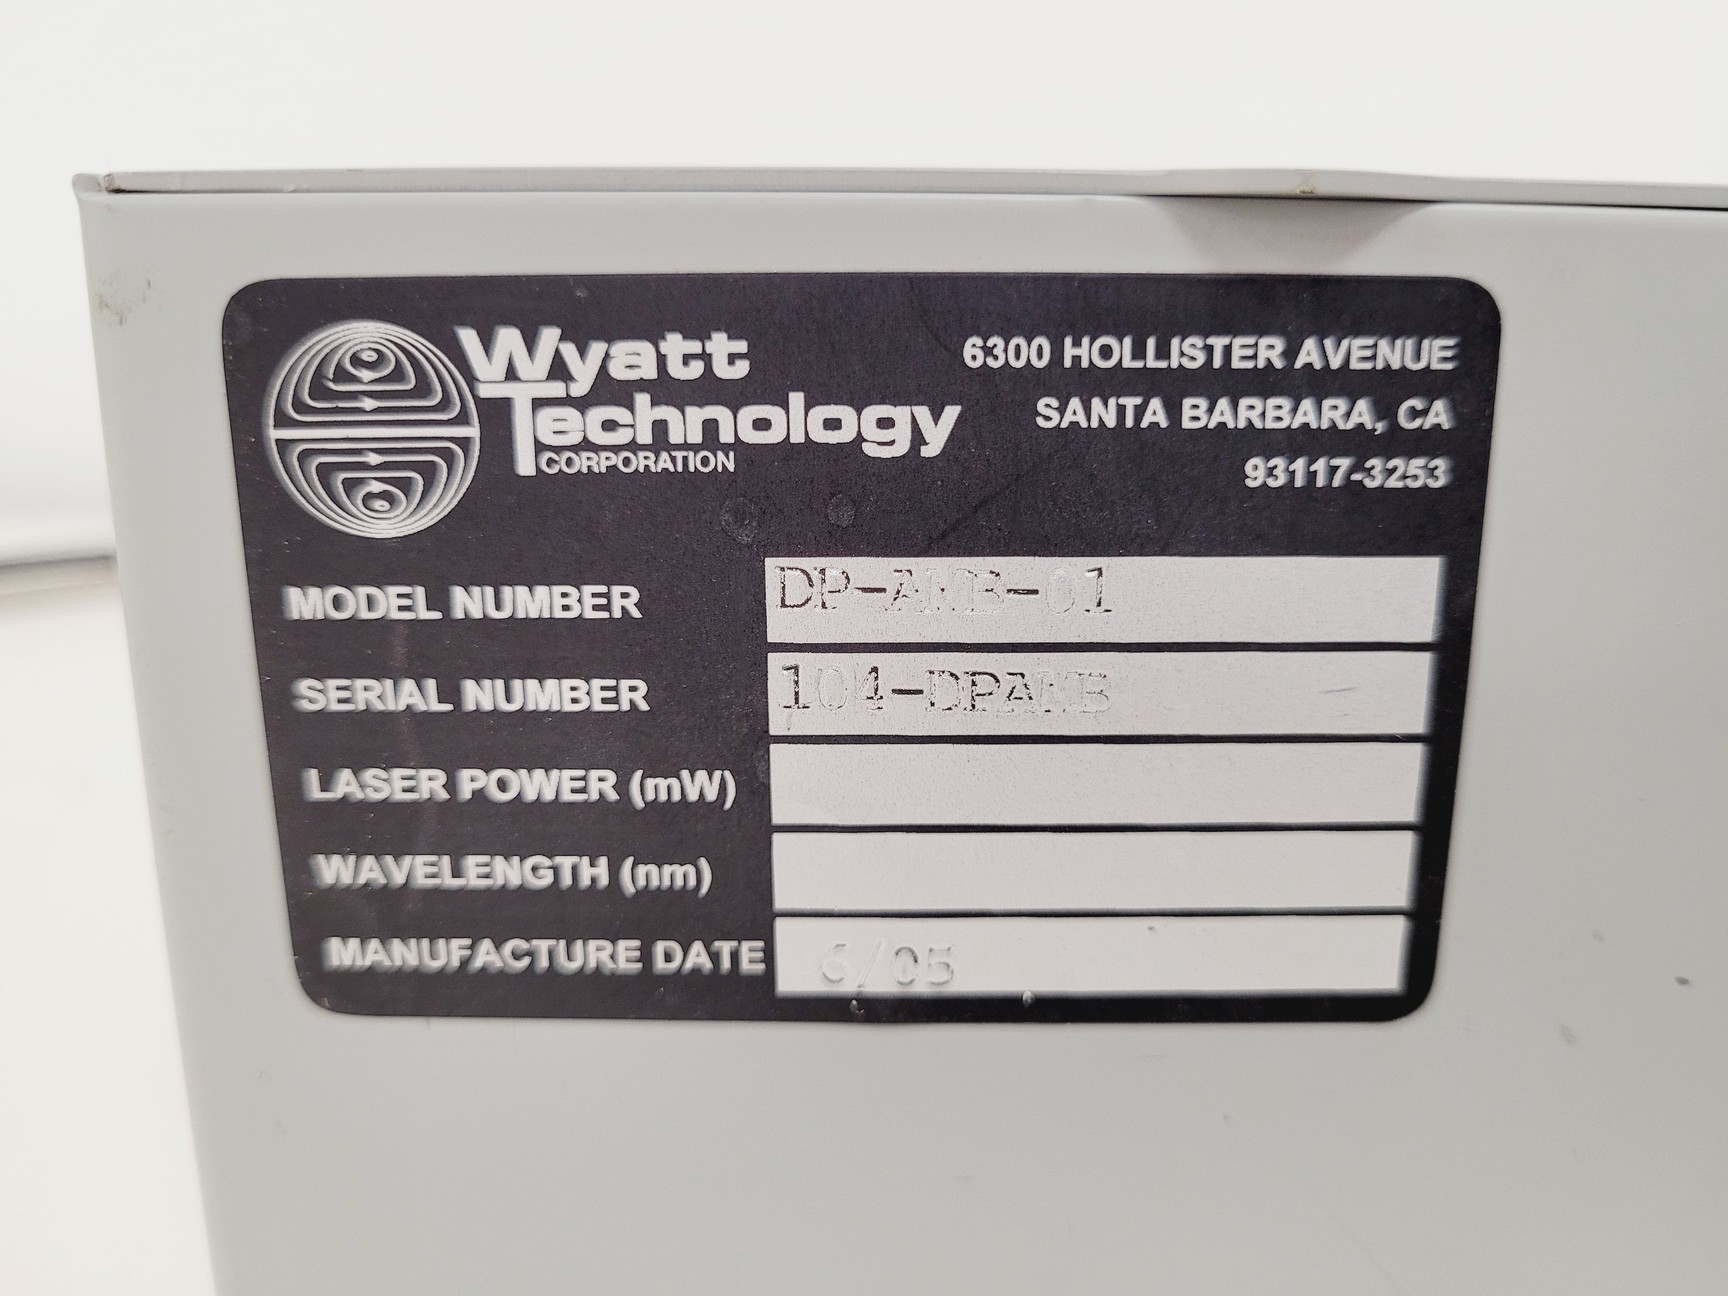 Wyatt
Technology
CORPORATION
6300 HOLLISTER AVENUE
SANTA BARBARA, CA
93117-3253
MODEL NUMBER DP-AMB-01
SERIAL NUMBER 104-DPAMB
LASER POWER (mW)
WAVELENGTH (nm)
MANUFACTURE DATE 6/05